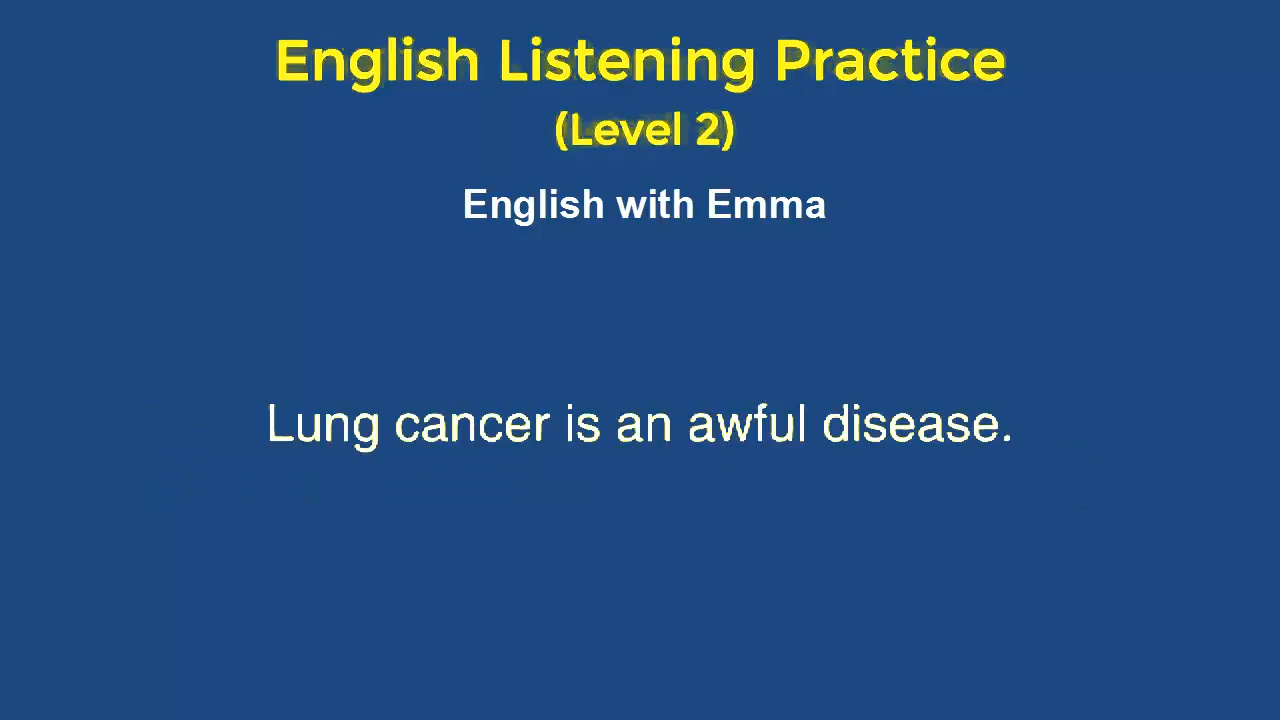 English Listening Practice
(Level 2)
English with Emma
Lung cancer is an awful disease.